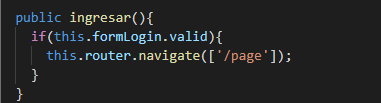 public ingresar(){
  if(this.formLogin.valid){
    this.router.navigate(['/page']);
  }
}